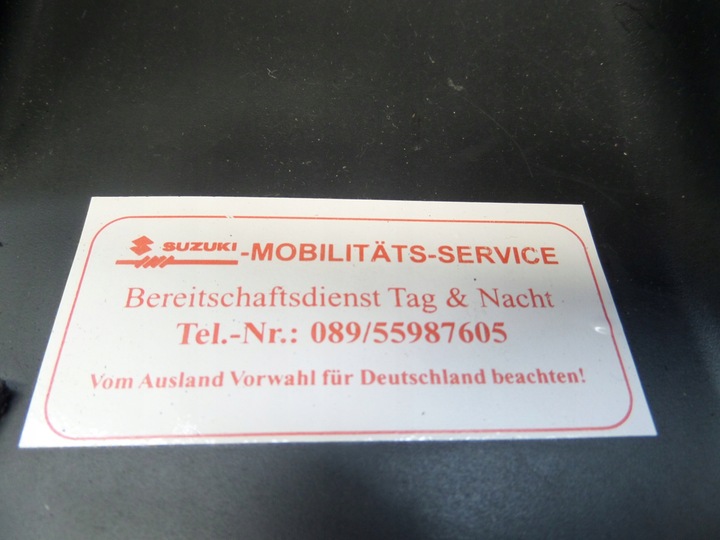 SUZUKI-MOBILITÄTS-SERVICE
Bereitschaftsdienst Tag & Nacht
Tel.-Nr.: 089/55987605
Vom Ausland Vorwahl für Deutschland beachten!